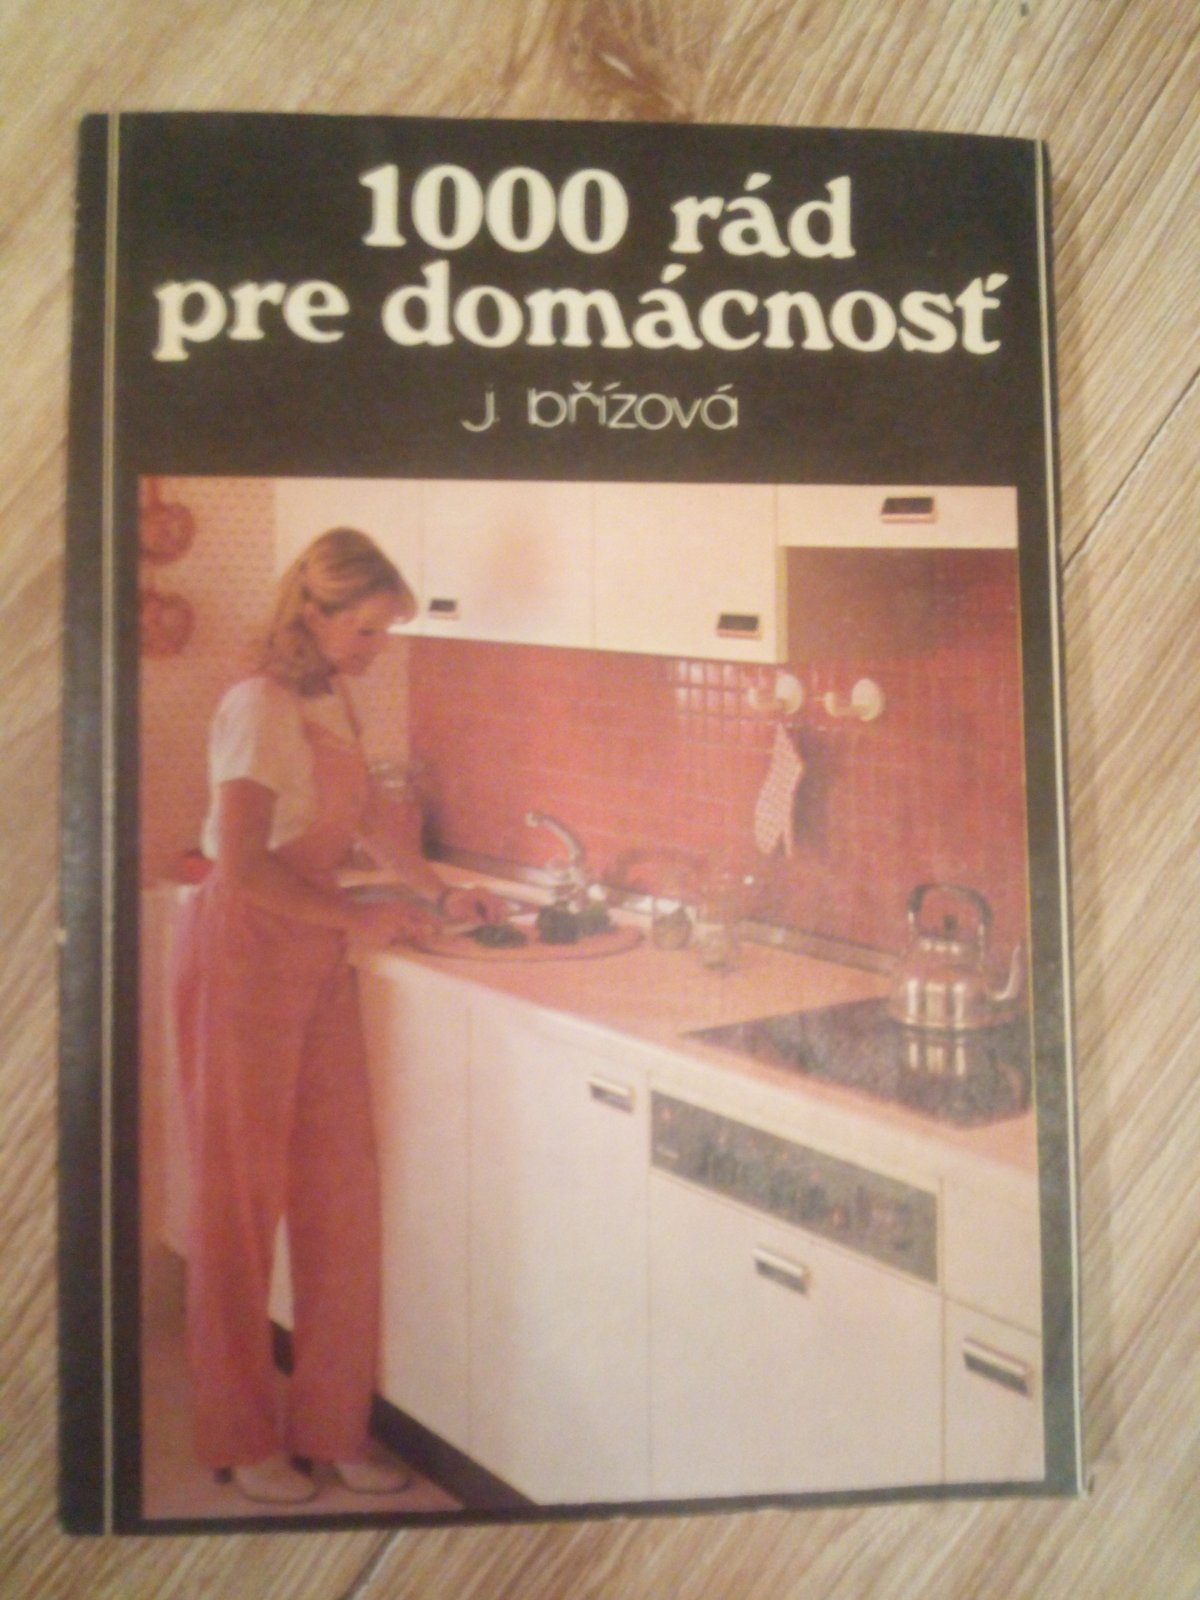 1000 rád
pre domácnosť
j. břízová